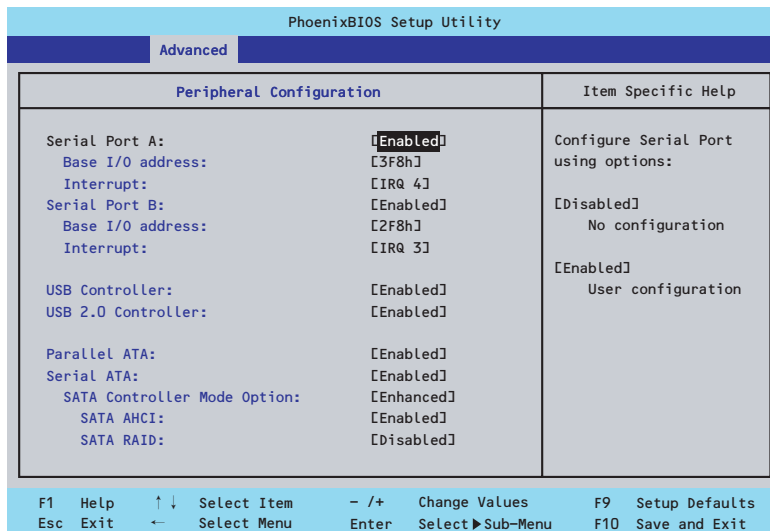 PhoenixBIOS Setup Utility
Advanced
Peripheral Configuration
Item Specific Help
Serial Port A: [Enabled]
Base I/O address: [3F8h]
Interrupt: [IRQ 4]
Serial Port B: [Enabled]
Base I/O address: [2F8h]
Interrupt: [IRQ 3]
USB Controller: [Enabled]
USB 2.0 Controller: [Enabled]
Parallel ATA: [Enabled]
Serial ATA: [Enabled]
SATA Controller Mode Option: [Enhanced]
SATA AHCI: [Enabled]
SATA RAID: [Disabled]
Configure Serial Port
using options:
[Disabled]
No configuration
[Enabled]
User configuration
F1 Help ↑↓ Select Item - /+ Change Values F9 Setup Defaults
Esc Exit ← Select Menu Enter Select▶Sub-Menu F10 Save and Exit